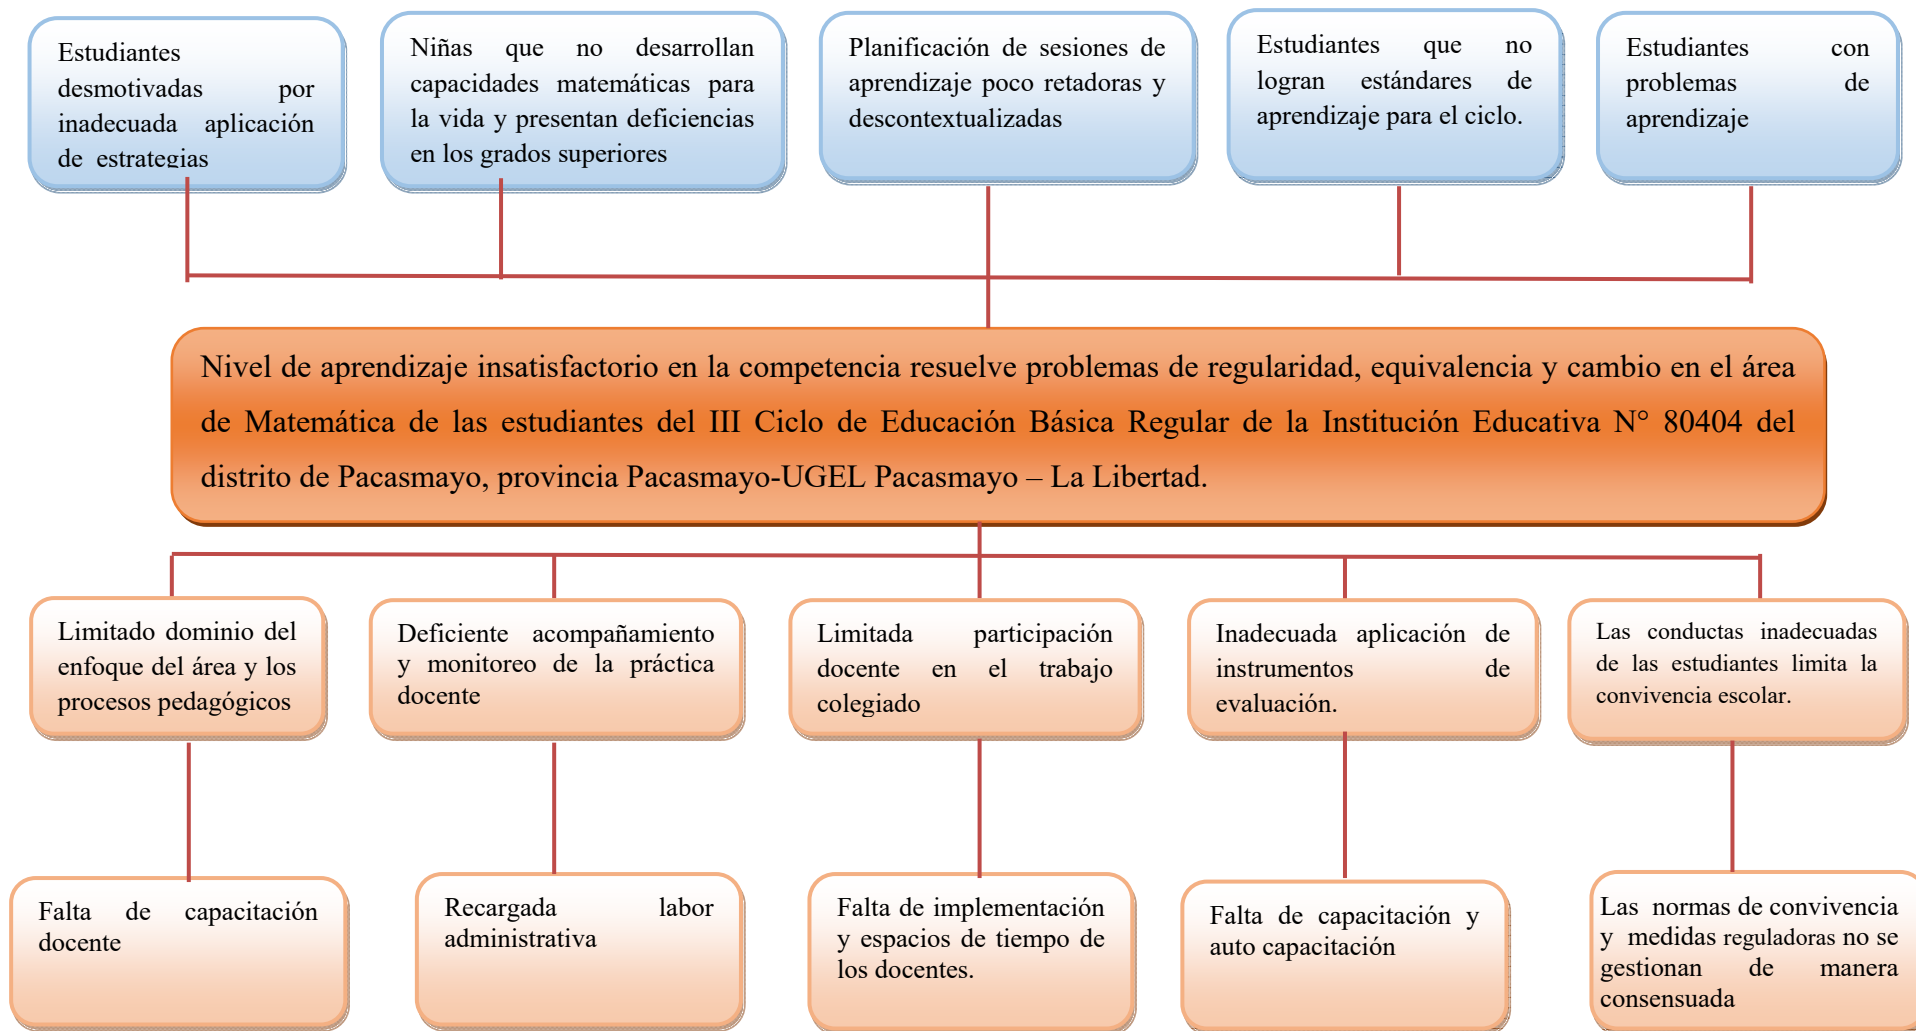 Estudiantes
desmotivadas por
inadecuada aplicación
de estrategias
Niñas que no desarrollan
capacidades matemáticas para
la vida y presentan deficiencias
en los grados superiores
Planificación de sesiones de
aprendizaje poco retadoras y
descontextualizadas
Estudiantes que no
logran estándares de
aprendizaje para el ciclo.
Estudiantes con
problemas de
aprendizaje
Nivel de aprendizaje insatisfactorio en la competencia resuelve problemas de regularidad, equivalencia y cambio en el área
de Matemática de las estudiantes del III Ciclo de Educación Básica Regular de la Institución Educativa N° 80404 del
distrito de Pacasmayo, provincia Pacasmayo-UGEL Pacasmayo – La Libertad.
Limitado dominio del
enfoque del área y los
procesos pedagógicos
Deficiente acompañamiento
y monitoreo de la práctica
docente
Limitada participación
docente en el trabajo
colegiado
Inadecuada aplicación de
instrumentos de
evaluación.
Las conductas inadecuadas
de las estudiantes limita la
convivencia escolar.
Falta de capacitación
docente
Recargada labor
administrativa
Falta de implementación
y espacios de tiempo de
los docentes.
Falta de capacitación y
auto capacitación
Las normas de convivencia
y medidas reguladoras no se
gestionan de manera
consensuada